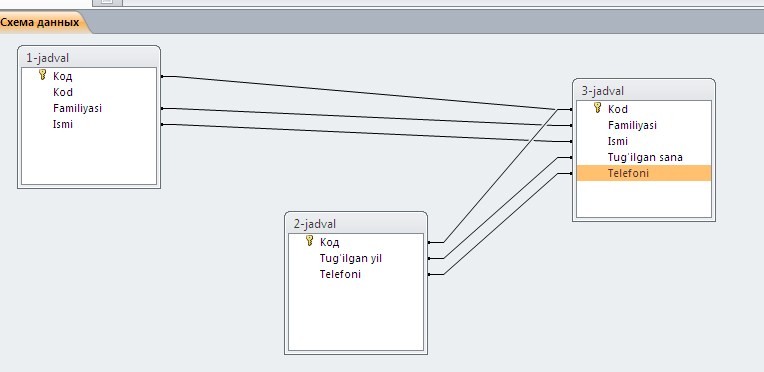 Схема данных
1-jadval
Код
Kod
Familiyasi
Ismi
2-jadval
Код
Tug'ilgan yil
Telefoni
3-jadval
Kod
Familiyasi
Ismi
Tug'ilgan sana
Telefoni